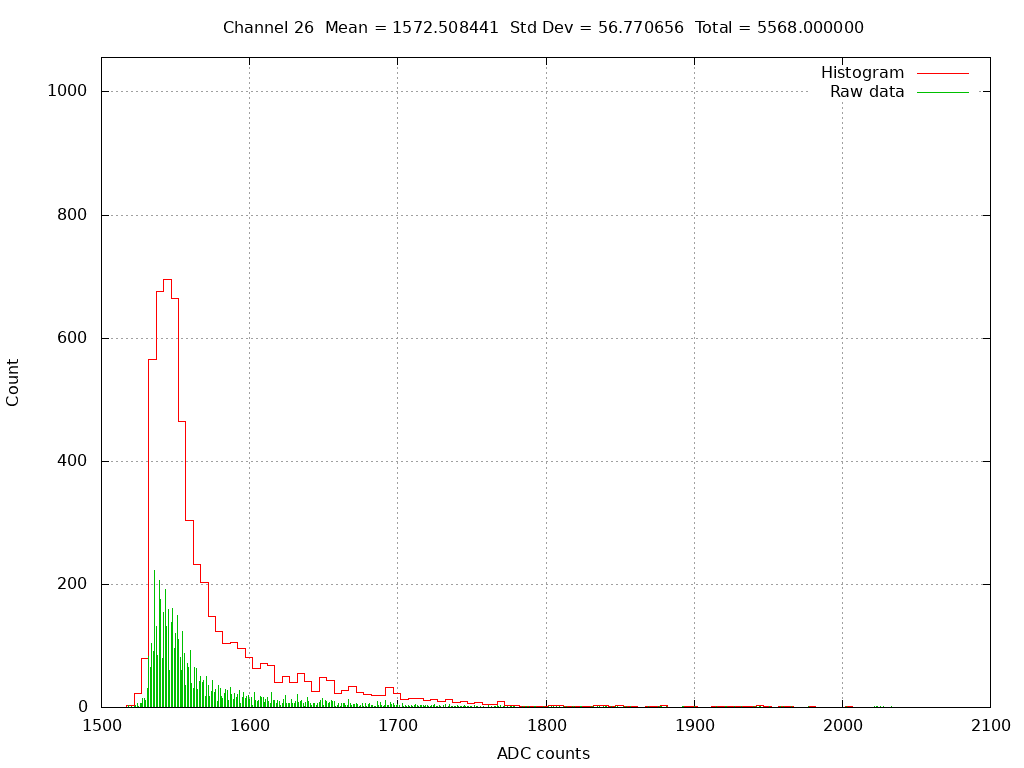 Channel 26  Mean = 1572.508441  Std Dev = 56.770656  Total = 5568.000000
Histogram
Raw data
1000
800
600
400
200
0
Count
1500 1600 1700 1800 1900 2000 2100
ADC counts